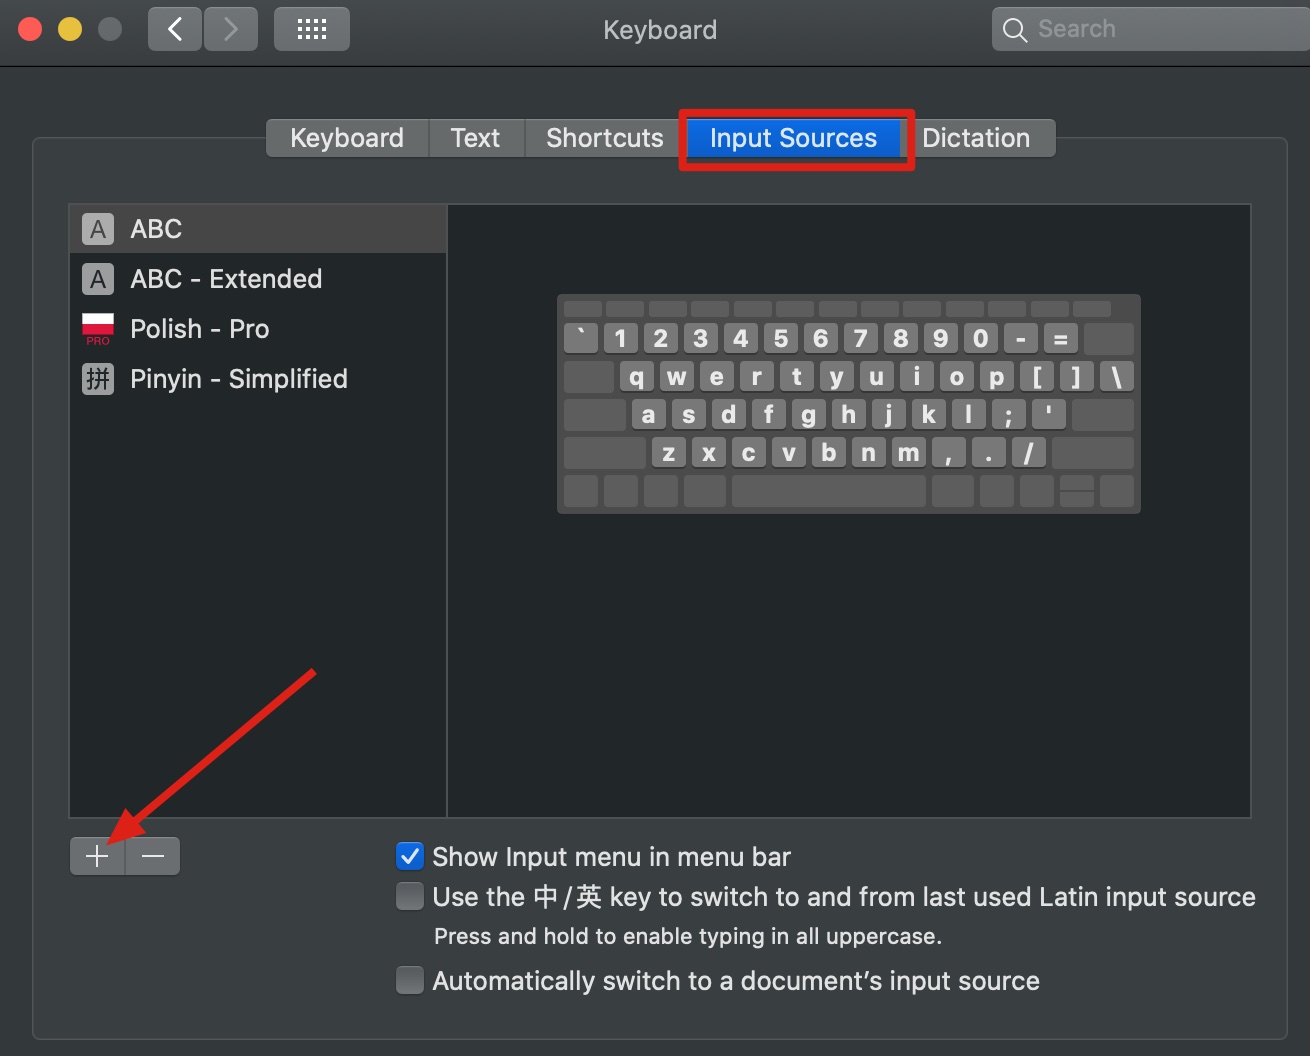 Keyboard
Search
Keyboard Text Shortcuts Input Sources Dictation
A ABC
A ABC - Extended
PRO Polish - Pro
拼 Pinyin - Simplified
` 1 2 3 4 5 6 7 8 9 0 - =
q w e r t y u i o p [ ] \
a s d f g h j k l ; '
z x c v b n m , . /
Show Input menu in menu bar
Use the 中/英 key to switch to and from last used Latin input source
Press and hold to enable typing in all uppercase.
Automatically switch to a document’s input source